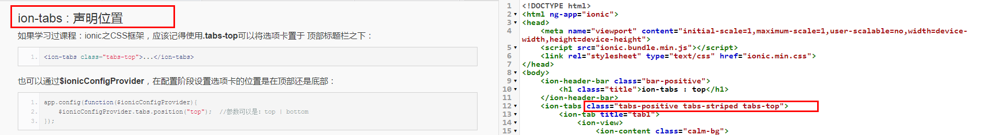 ion-tabs : 声明位置
如果学习过课程：ionic之CSS框架，应该记得使用.tabs-top可以将选项卡置于 顶部标题栏之下：
1. <ion-tabs class="tabs-top">...</ion-tabs>
也可以通过$ionicConfigProvider，在配置阶段设置选项卡的位置是在顶部还是底部：
1. app.config(function($ionicConfigProvider){
2. $ionicConfigProvider.tabs.position("top"); //参数可以是：top | bottom
3. });
1 <!DOCTYPE html>
2 <html ng-app="ionic">
3 <head>
4 <meta name="viewport" content="initial-scale=1,maximum-scale=1,user-scalable=no,width=device-
width,height=device-height">
5 <script src="ionic.bundle.min.js"></script>
6 <link rel="stylesheet" type="text/css" href="ionic.min.css">
7 </head>
8 <body>
9 <ion-header-bar class="bar-positive">
10 <h1 class="title">ion-tabs : top</h1>
11 </ion-header-bar>
12 <ion-tabs class="tabs-positive tabs-striped tabs-top">
13 <ion-tab title="tab1">
14 <ion-view>
15 <ion-content class="calm-bg">